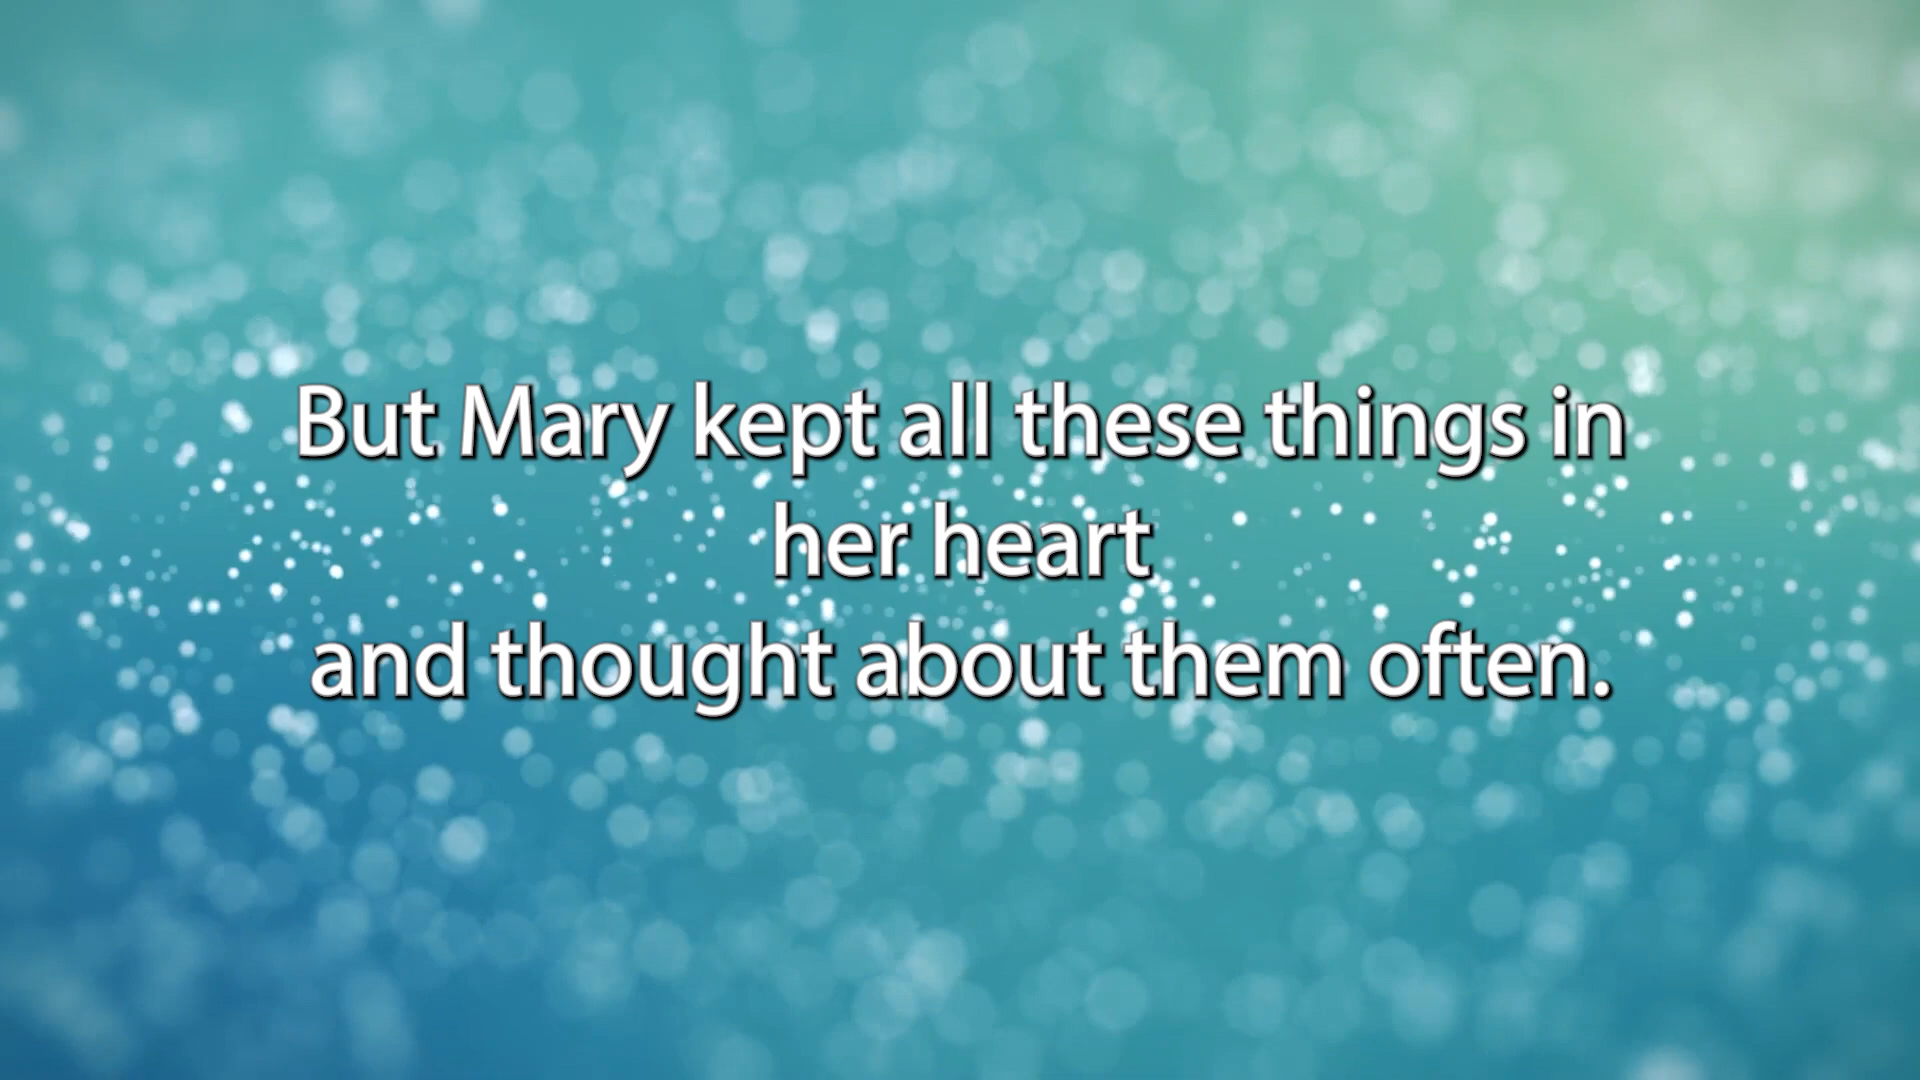 But Mary kept all these things in
her heart
and thought about them often.